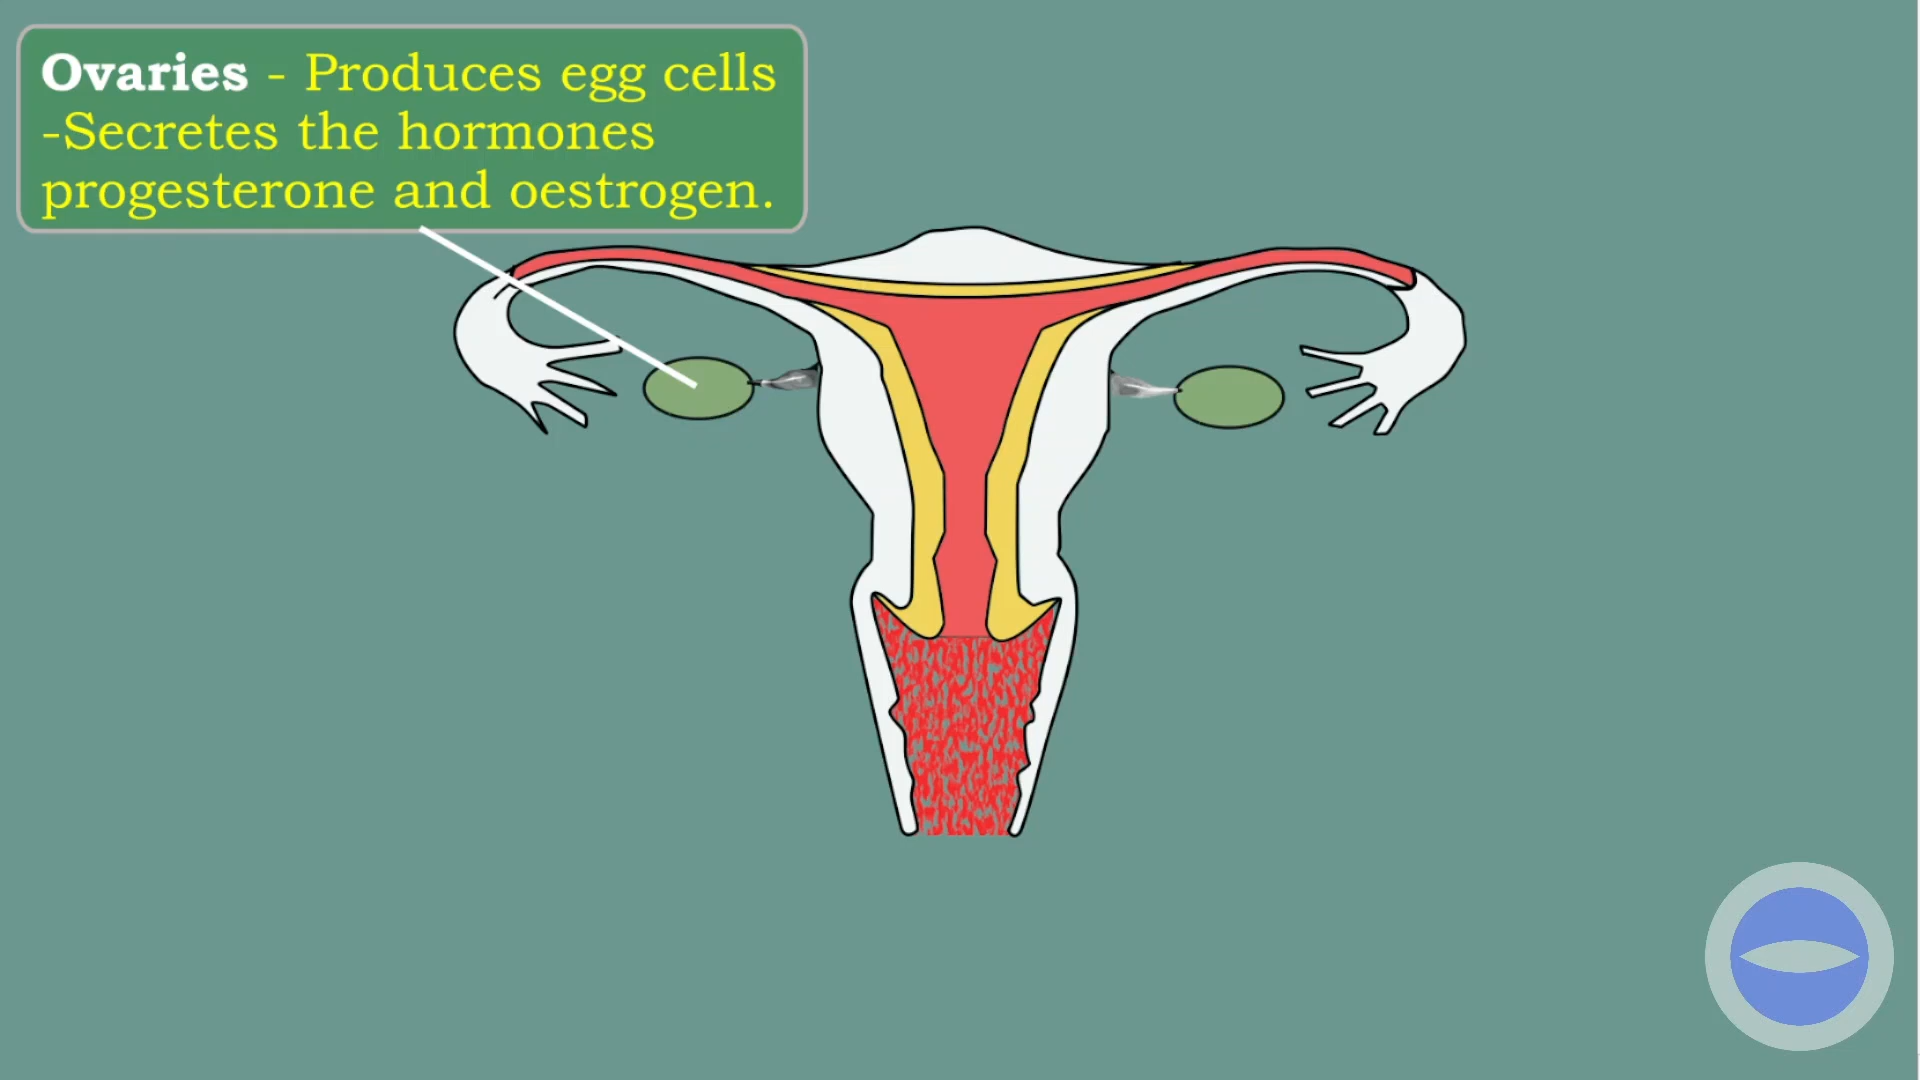 Ovaries - Produces egg cells
-Secretes the hormones
progesterone and oestrogen.